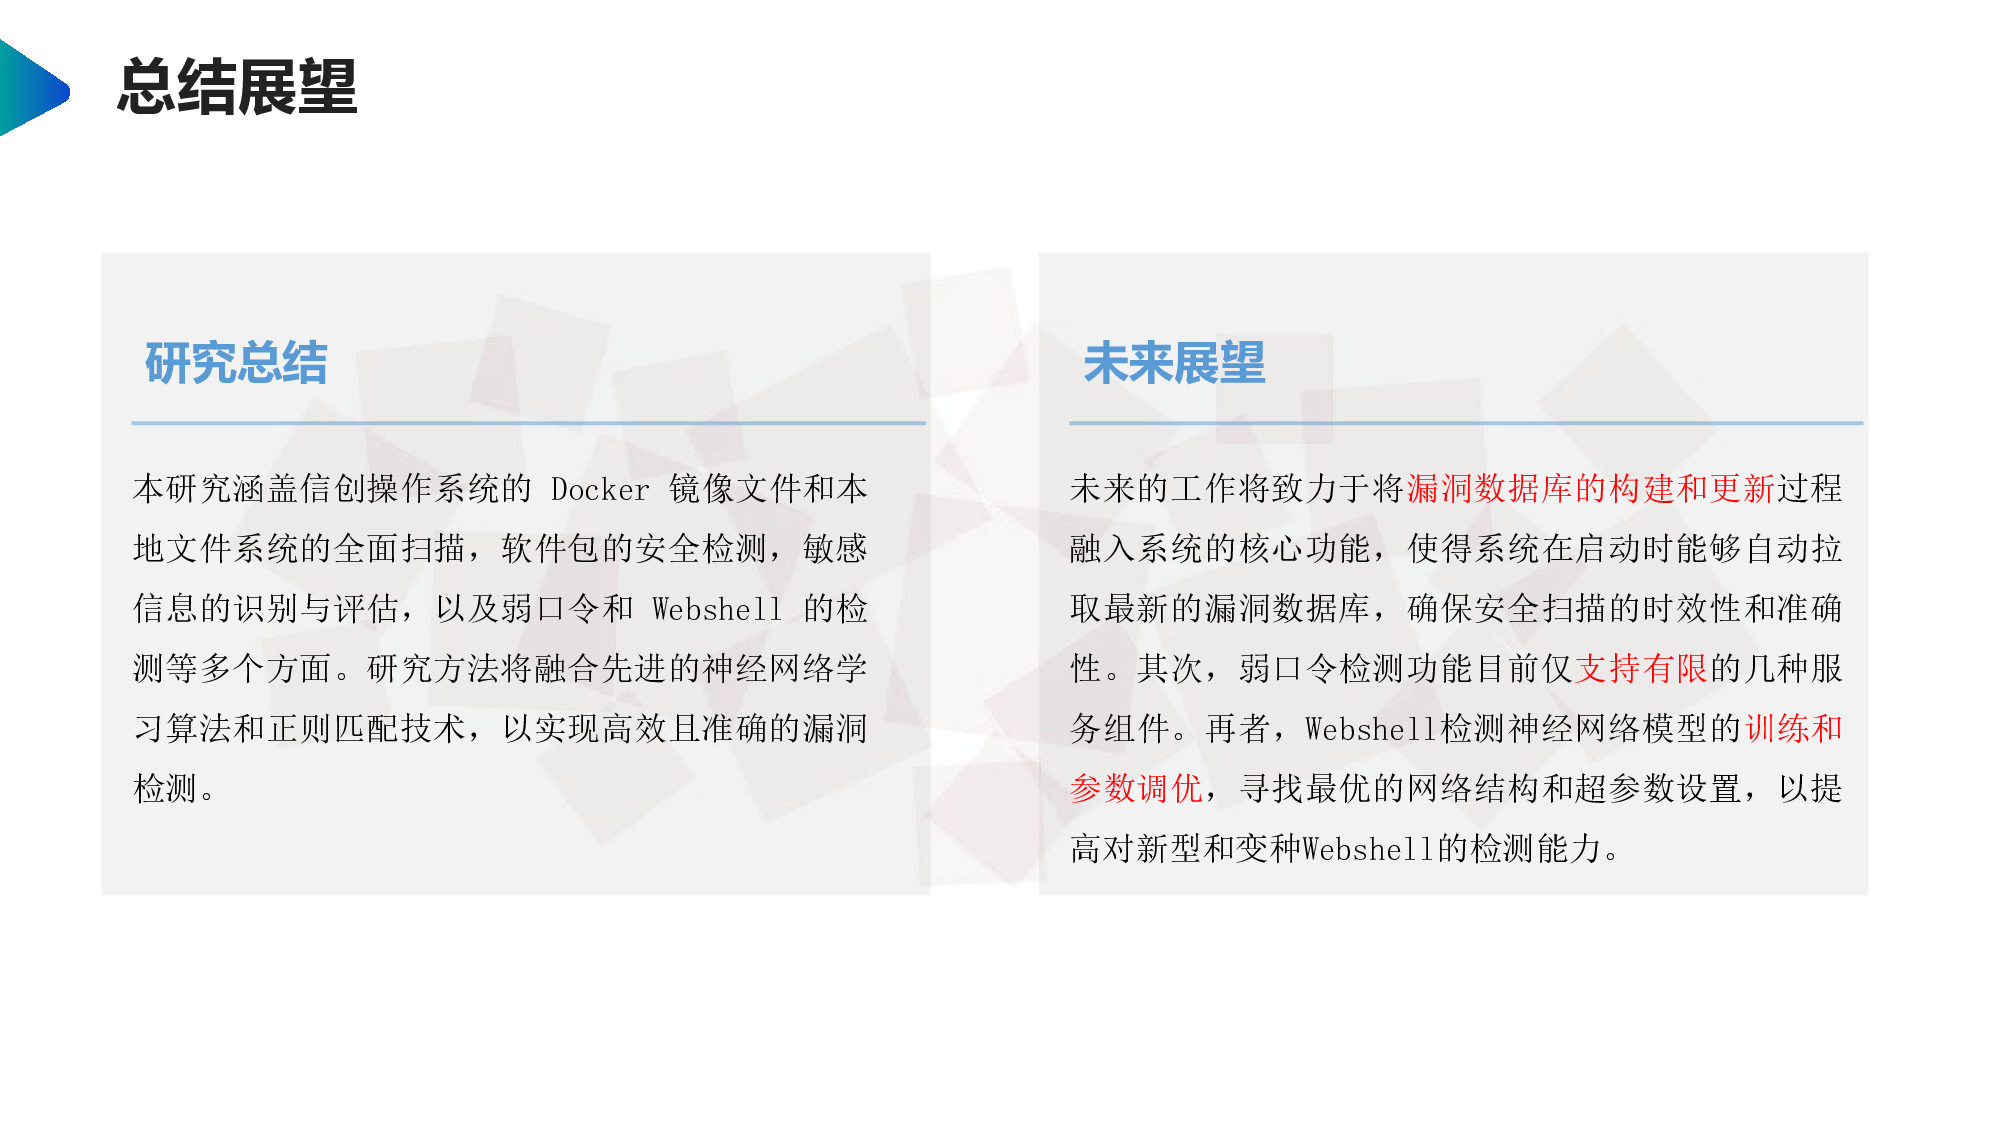 总结展望
研究总结
本研究涵盖信创操作系统的 Docker 镜像文件和本
地文件系统的全面扫描，软件包的安全检测，敏感
信息的识别与评估，以及弱口令和 Webshell 的检
测等多个方面。研究方法将融合先进的神经网络学
习算法和正则匹配技术，以实现高效且准确的漏洞
检测。
未来展望
未来的工作将致力于将漏洞数据库的构建和更新过程
融入系统的核心功能，使得系统在启动时能够自动拉
取最新的漏洞数据库，确保安全扫描的时效性和准确
性。其次，弱口令检测功能目前仅支持有限的几种服
务组件。再者，Webshell检测神经网络模型的训练和
参数调优，寻找最优的网络结构和超参数设置，以提
高对新型和变种Webshell的检测能力。